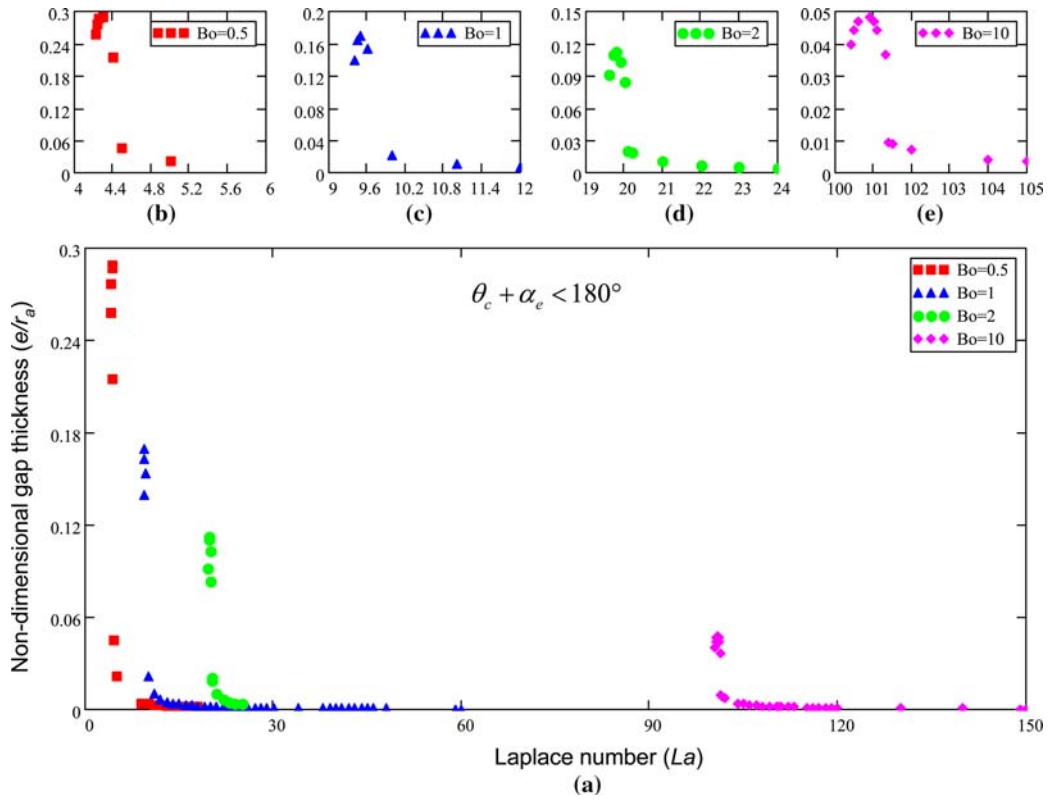 0.3
0.24
0.18
0.12
0.06
0
Bo=0.5
4 4.4 4.8 5.2 5.6 6
(b)
0.2
0.16
0.12
0.08
0.04
0
Bo=1
9 9.6 10.2 10.8 11.4 12
(c)
0.15
0.12
0.09
0.06
0.03
0
Bo=2
19 20 21 22 23 24
(d)
0.05
0.04
0.03
0.02
0.01
0
Bo=10
100 101 102 103 104 105
(e)
Non-dimensional gap thickness (e/rₐ)
0.3
0.24
0.18
0.12
0.06
0
θc + αe < 180°
Bo=0.5
Bo=1
Bo=2
Bo=10
0 30 60 90 120 150
Laplace number (La)
(a)